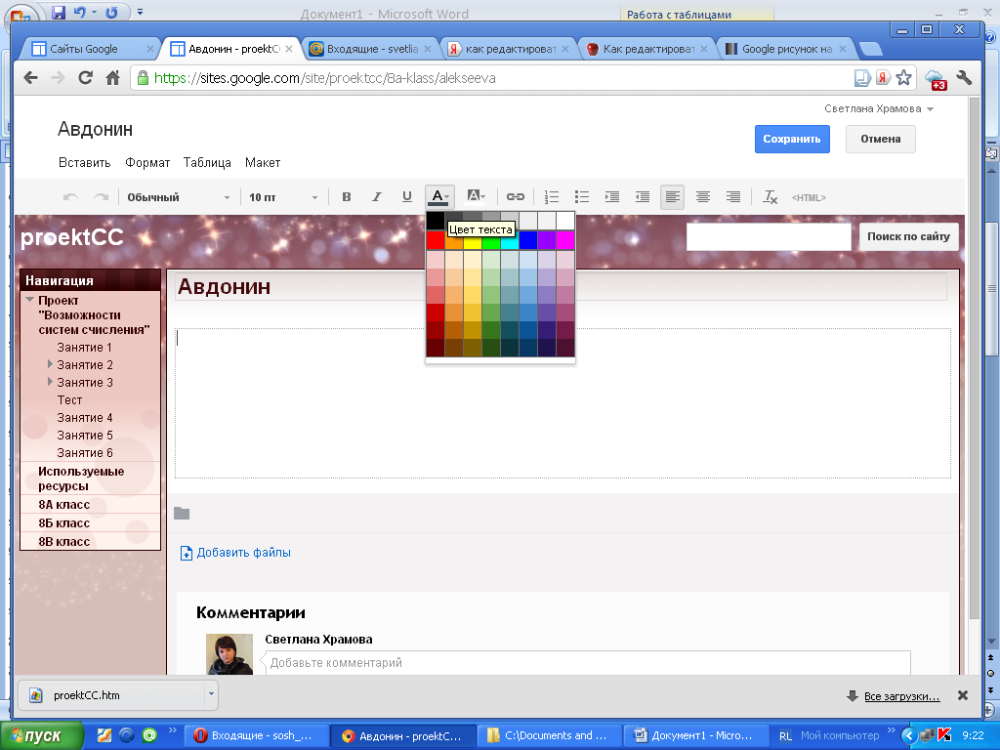 Документ1 - Microsoft Word
Работа с таблицами
Сайты Google
Авдонин - proektC
Входящие - svetlia
как редактироват
Как редактироват
Google рисунок на
https://sites.google.com/site/proektcc/8a-klass/alekseeva
+3
Светлана Храмова
Авдонин
Сохранить
Отмена
Вставить Формат Таблица Макет
Обычный 10 пт B I U A A <HTML>
Цвет текста
proektCC
Поиск по сайту
Навигация
Проект
"Возможности
систем счисления"
Занятие 1
Занятие 2
Занятие 3
Тест
Занятие 4
Занятие 5
Занятие 6
Используемые
ресурсы
8А класс
8Б класс
8В класс
Авдонин
Добавить файлы
Комментарии
Светлана Храмова
Добавьте комментарий
proektCC.htm
Все загрузки...
пуск
Входящие - sosh_...
Авдонин - proektC...
C:\Documents and ...
Документ1 - Micro...
RL
Мой компьютер
9:22